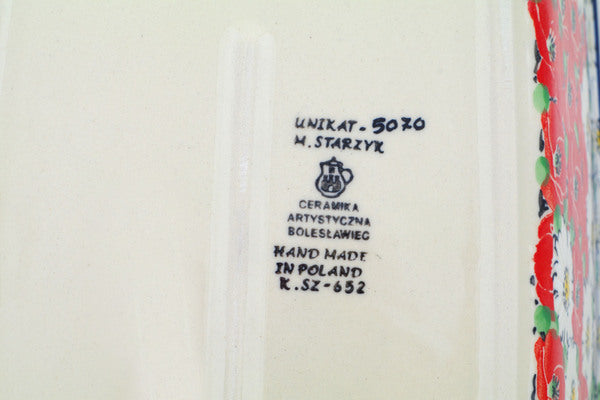 UNIKAT - 5070
M. STARZYK
CERAMIKA
ARTYSTYCZNA
BOLESŁAWIEC
HAND MADE
IN POLAND
K. SZ-652